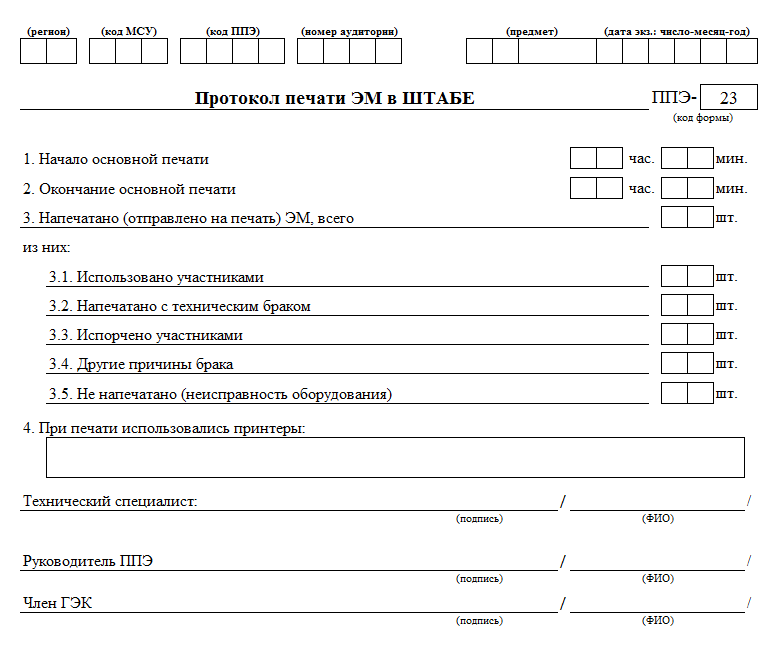 (регион) (код МСУ) (код ППЭ) (номер аудитории) (предмет) (дата экз.: число-месяц-год)
Протокол печати ЭМ в ШТАБЕ ППЭ- 23
(код формы)
1. Начало основной печати час. мин.
2. Окончание основной печати час. мин.
3. Напечатано (отправлено на печать) ЭМ, всего шт.
из них:
3.1. Использовано участниками шт.
3.2. Напечатано с техническим браком шт.
3.3. Испорчено участниками шт.
3.4. Другие причины брака шт.
3.5. Не напечатано (неисправность оборудования) шт.
4. При печати использовались принтеры:
Технический специалист: / /
(подпись) (ФИО)
Руководитель ППЭ / /
(подпись) (ФИО)
Член ГЭК / /
(подпись) (ФИО)